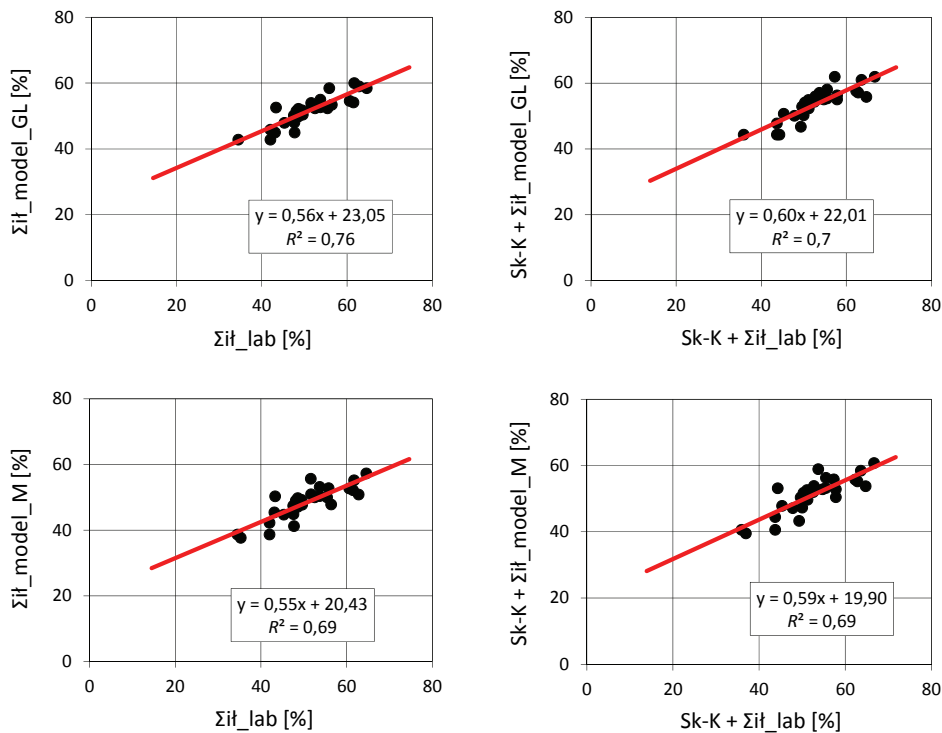 Σił_model_GL [%]
80
60
40
20
0
y = 0,56x + 23,05
R² = 0,76
0 20 40 60 80
Σił_lab [%]
Sk-K + Σił_model_GL [%]
80
60
40
20
0
y = 0,60x + 22,01
R² = 0,7
0 20 40 60 80
Sk-K + Σił_lab [%]
Σił_model_M [%]
80
60
40
20
0
y = 0,55x + 20,43
R² = 0,69
0 20 40 60 80
Σił_lab [%]
Sk-K + Σił_model_M [%]
80
60
40
20
0
y = 0,59x + 19,90
R² = 0,69
0 20 40 60 80
Sk-K + Σił_lab [%]